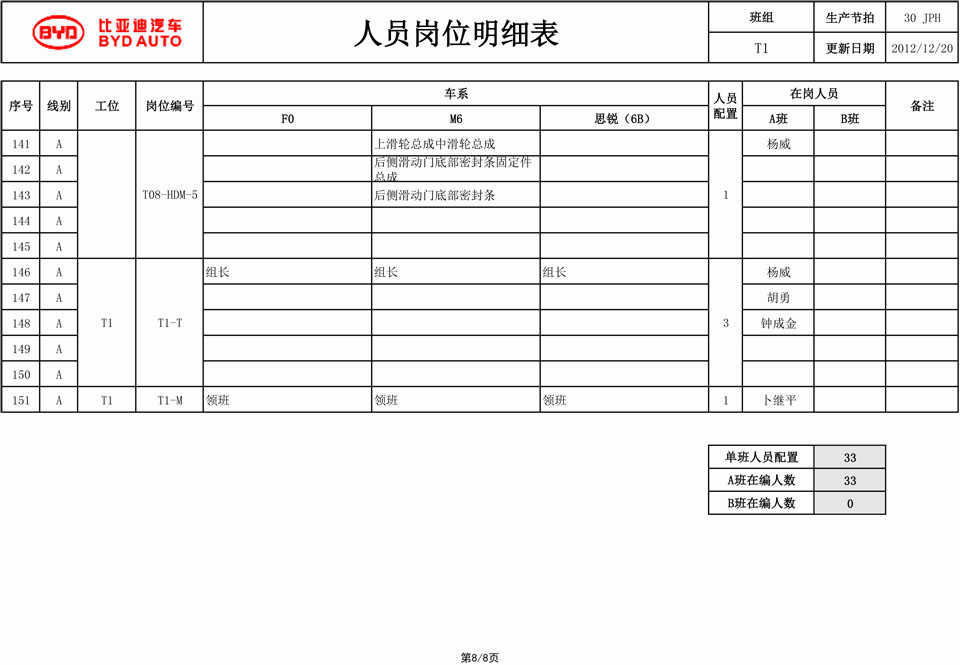 BYD 比亚迪汽车
BYD AUTO
人员岗位明细表
班组 生产节拍 30 JPH
T1 更新日期 2012/12/20
序号 线别 工位 岗位编号 车系 人员配置 在岗人员 备注
F0 M6 思锐（6B） A班 B班
141 A 上滑轮总成中滑轮总成 杨威
142 A 后侧滑动门底部密封条固定件
总成
143 A T08-HDM-5 后侧滑动门底部密封条 1
144 A
145 A
146 A 组长 组长 组长 杨威
147 A 胡勇
148 A T1 T1-T 3 钟成金
149 A
150 A
151 A T1 T1-M 领班 领班 领班 1 卜继平
单班人员配置 33
A班在编人数 33
B班在编人数 0
第8/8页